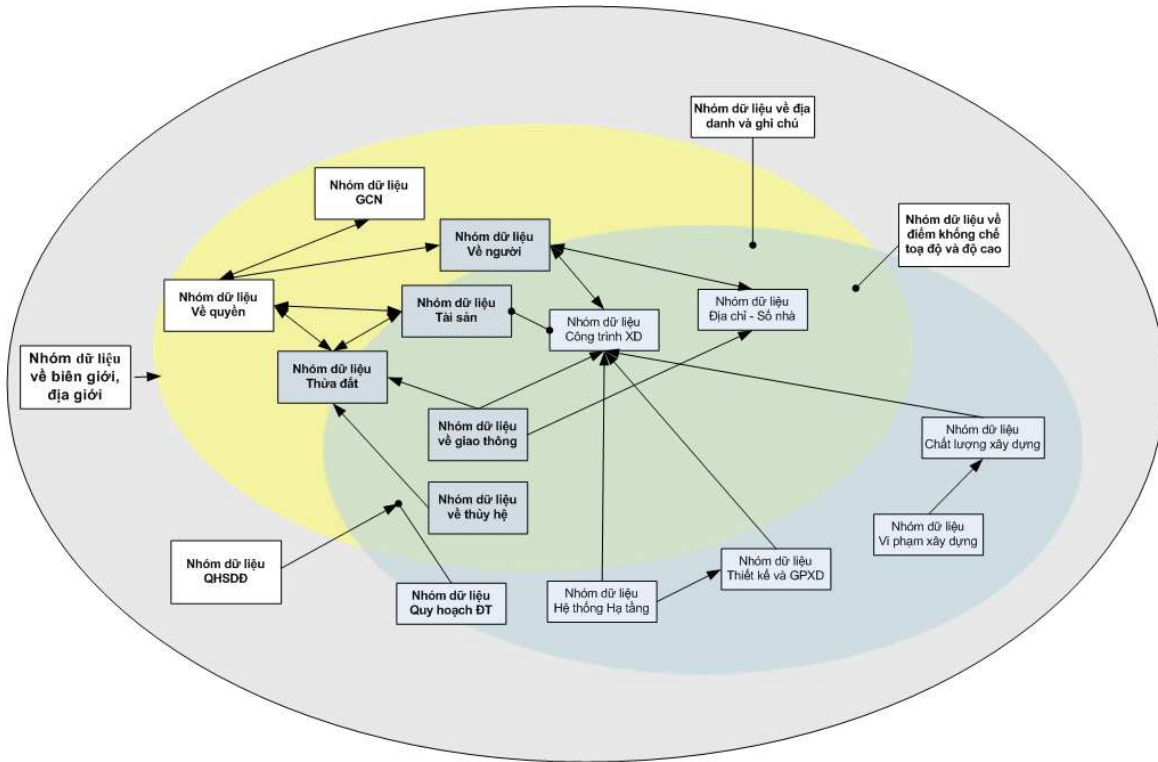 Nhóm dữ liệu về địa
danh và ghi chú
Nhóm dữ liệu
GCN
Nhóm dữ liệu về
điểm khống chế
toạ độ và độ cao
Nhóm dữ liệu
Về người
Nhóm dữ liệu
Về quyền
Nhóm dữ liệu
Tài sản
Nhóm dữ liệu
Công trình XD
Nhóm dữ liệu
Địa chỉ - Số nhà
Nhóm dữ liệu
về biên giới,
địa giới
Nhóm dữ liệu
Thửa đất
Nhóm dữ liệu
về giao thông
Nhóm dữ liệu
Chất lượng xây dựng
Nhóm dữ liệu
về thủy hệ
Nhóm dữ liệu
Vi phạm xây dựng
Nhóm dữ liệu
QHSDĐ
Nhóm dữ liệu
Quy hoạch ĐT
Nhóm dữ liệu
Hệ thống Hạ tầng
Nhóm dữ liệu
Thiết kế và GPXD